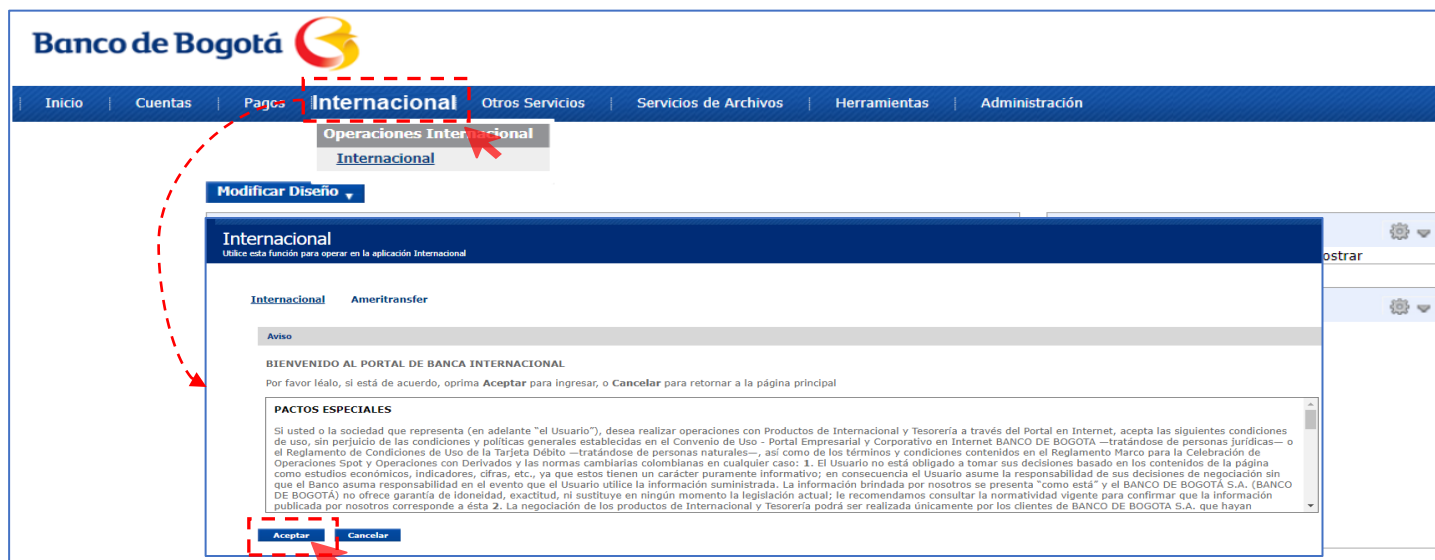 Banco de Bogotá
Inicio | Cuentas | Pagos | Internacional Otros Servicios | Servicios de Archivos | Herramientas | Administración
Operaciones Internacional
Internacional
Modificar Diseño
Internacional
Utilice esta función para operar en la aplicación Internacional
ostrar
Internacional Ameritransfer
Aviso
BIENVENIDO AL PORTAL DE BANCA INTERNACIONAL
Por favor léalo, si está de acuerdo, oprima Aceptar para ingresar, o Cancelar para retornar a la página principal
PACTOS ESPECIALES
Si usted o la sociedad que representa (en adelante "el Usuario"), desea realizar operaciones con Productos de Internacional y Tesorería a través del Portal en Internet, acepta las siguientes condiciones
de uso, sin perjuicio de las condiciones y políticas generales establecidas en el Convenio de Uso - Portal Empresarial y Corporativo en Internet BANCO DE BOGOTA —tratándose de personas jurídicas— o
el Reglamento de Condiciones de Uso de la Tarjeta Débito —tratándose de personas naturales—, así como de los términos y condiciones contenidos en el Reglamento Marco para la Celebración de
Operaciones Spot y Operaciones con Derivados y las normas cambiarias colombianas en cualquier caso: 1. El Usuario no está obligado a tomar sus decisiones basado en los contenidos de la página
como estudios económicos, indicadores, cifras, etc., ya que estos tienen un carácter puramente informativo; en consecuencia el Usuario asume la responsabilidad de sus decisiones de negociación sin
que el Banco asuma responsabilidad en el evento que el Usuario utilice la información suministrada. La información brindada por nosotros se presenta "como está" y el BANCO DE BOGOTÁ S.A. (BANCO
DE BOGOTÁ) no ofrece garantía de idoneidad, exactitud, ni sustituye en ningún momento la legislación actual; le recomendamos consultar la normatividad vigente para confirmar que la información
publicada por nosotros corresponde a ésta 2. La negociación de los productos de Internacional y Tesorería podrá ser realizada únicamente por los clientes de BANCO DE BOGOTA S.A. que hayan
Aceptar Cancelar